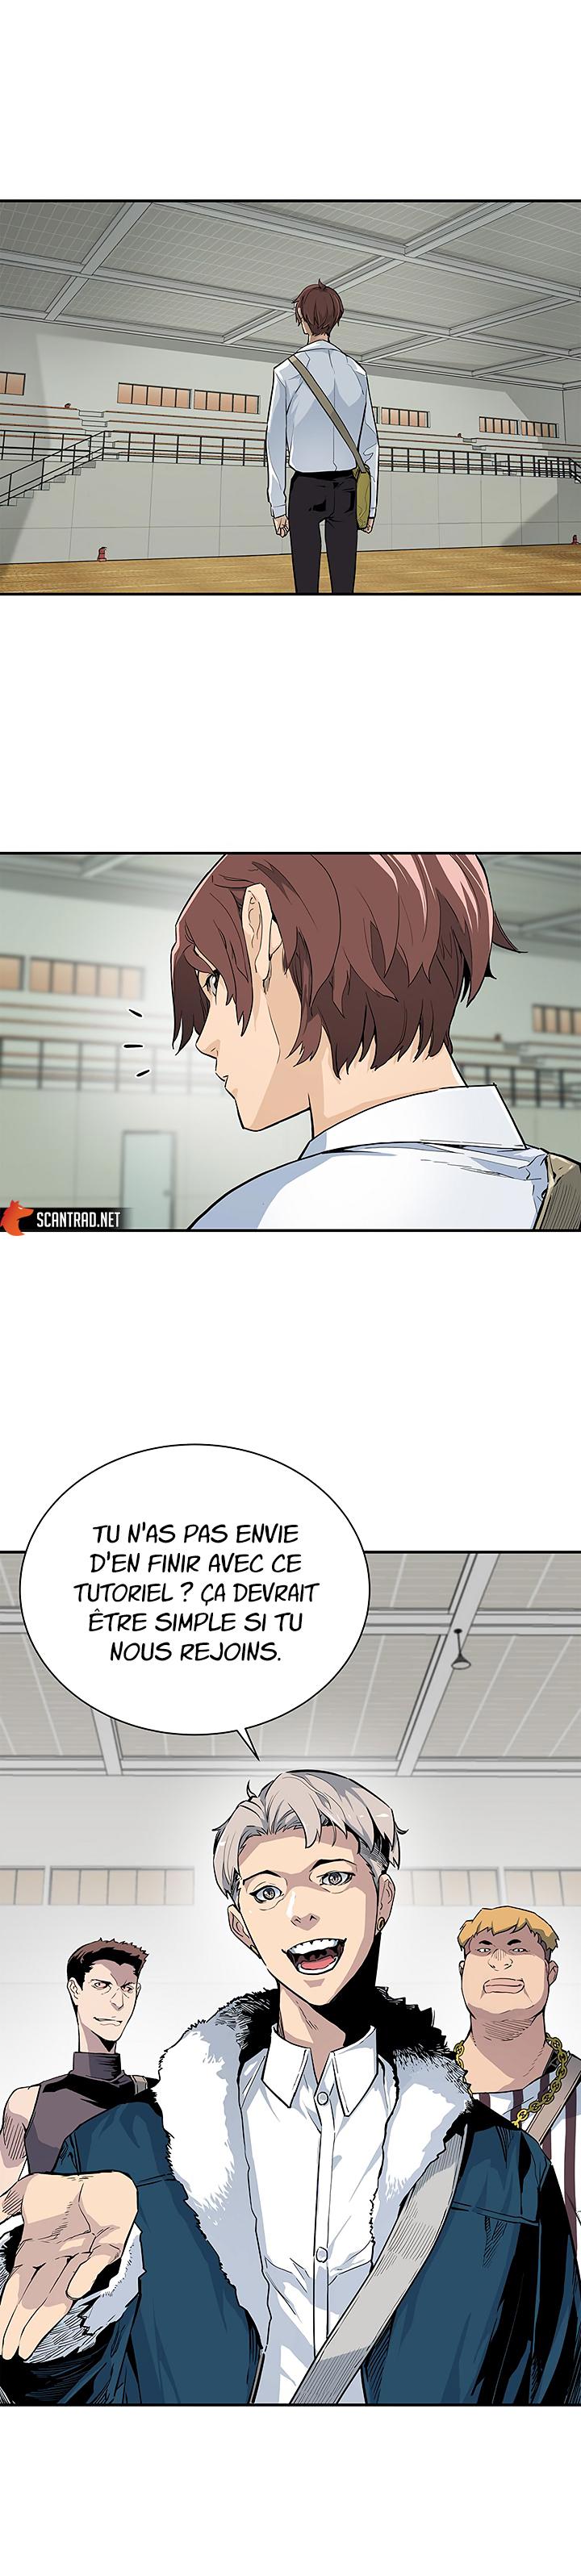 SCANTRAD.NET
TU N'AS PAS ENVIE
D'EN FINIR AVEC CE
TUTORIEL ? ÇA DEVRAIT
ÊTRE SIMPLE SI TU
NOUS REJOINS.